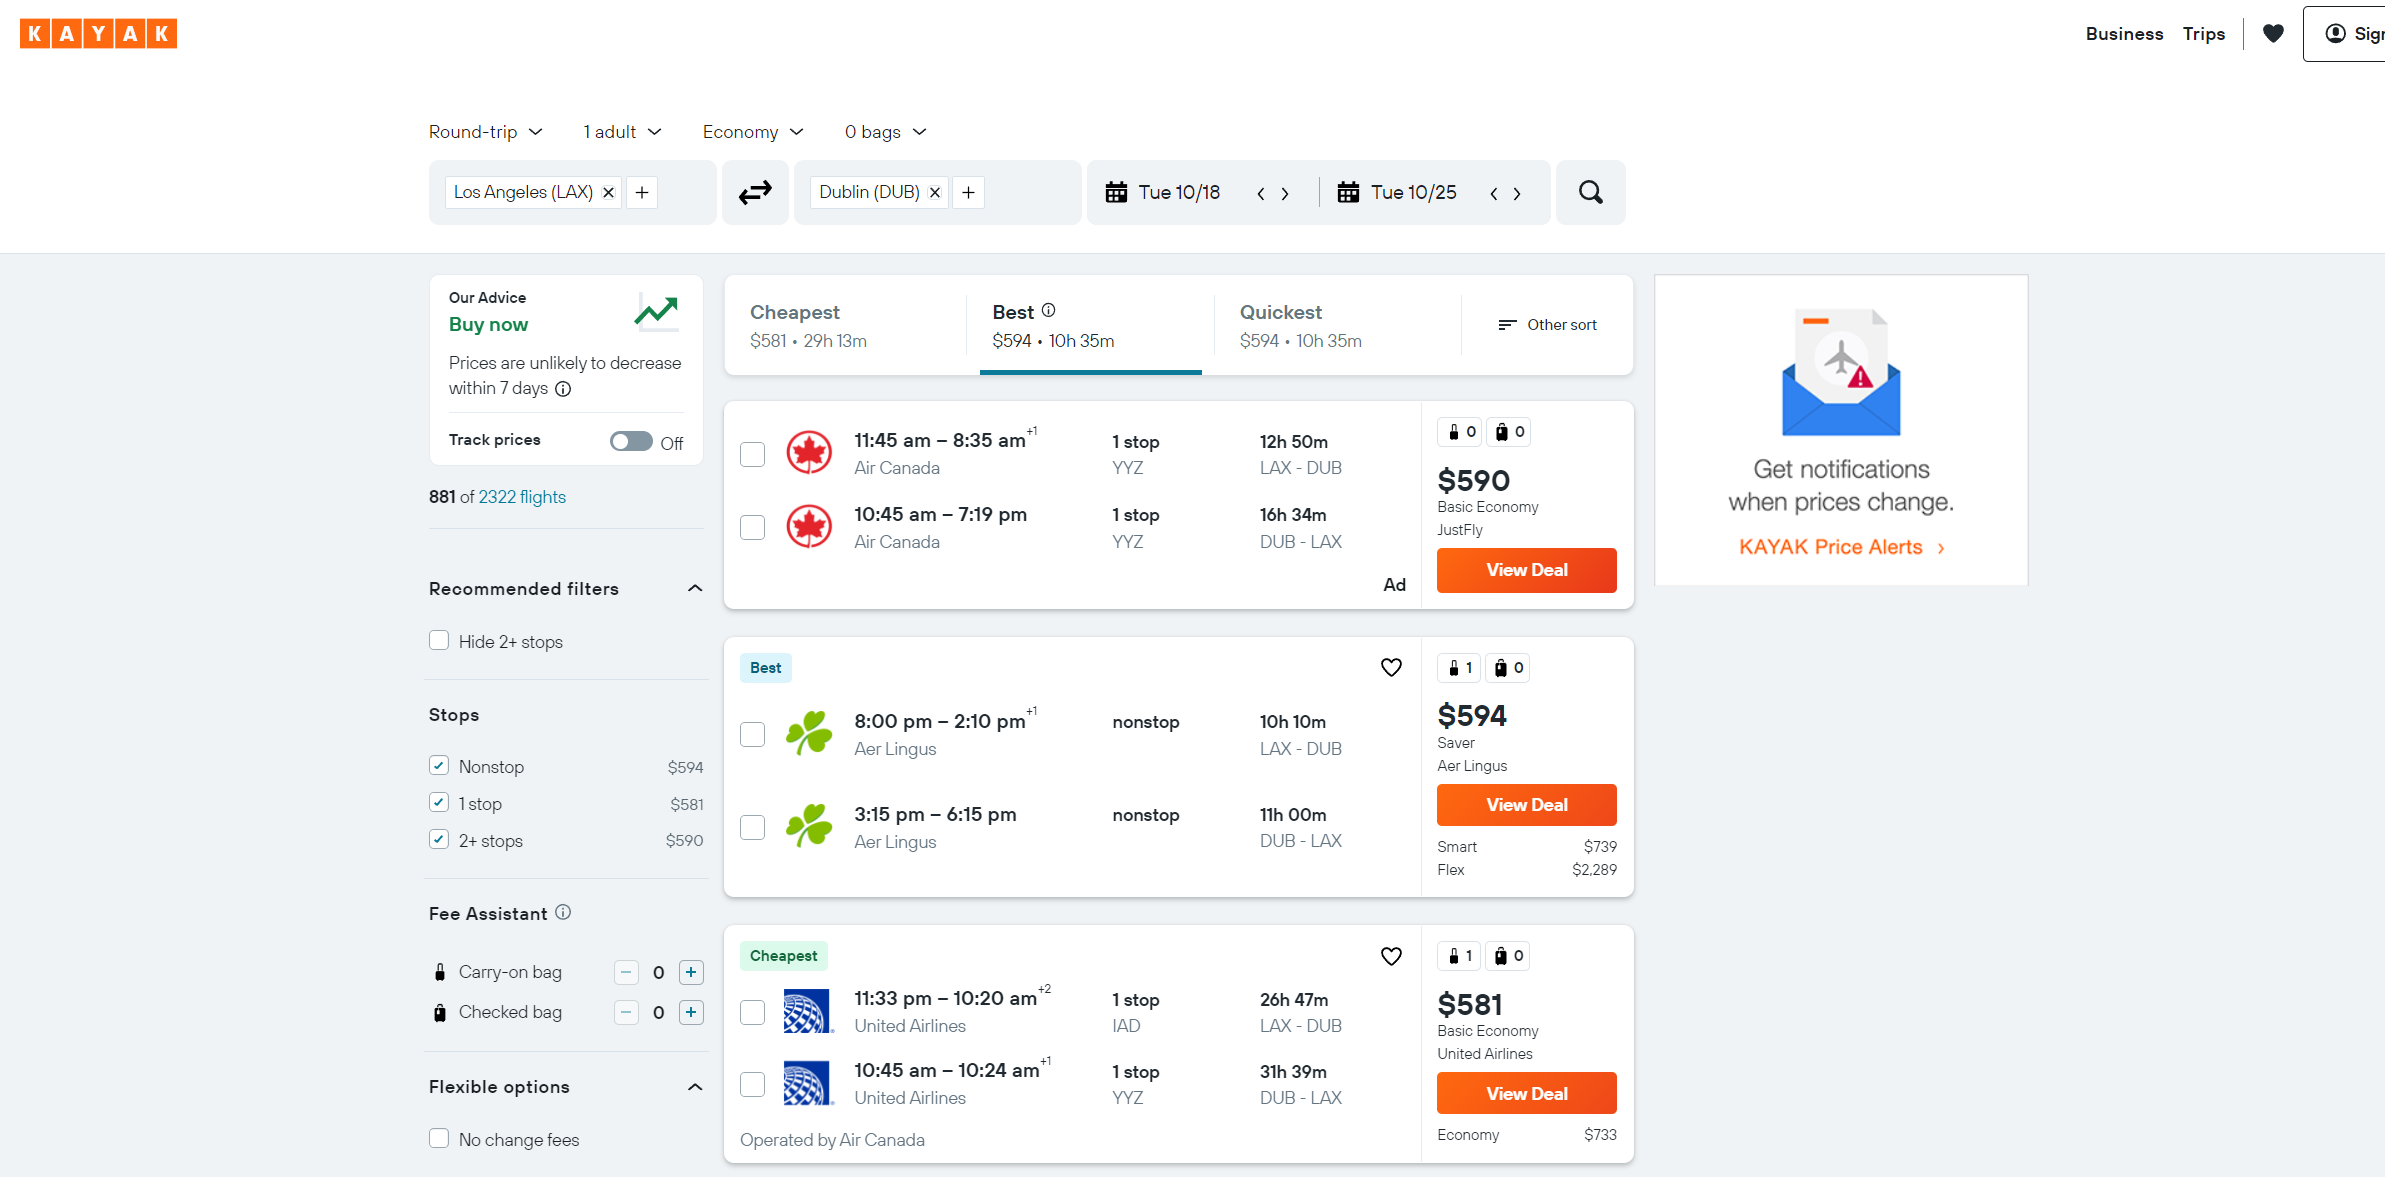 KAYAK
Business Trips
Round-trip 1 adult Economy 0 bags
Los Angeles (LAX) Dublin (DUB) Tue 10/18 Tue 10/25
Our Advice
Buy now
Prices are unlikely to decrease
within 7 days
Track prices Off
881 of 2322 flights
Recommended filters
Hide 2+ stops
Stops
Nonstop $594
1 stop $581
2+ stops $590
Fee Assistant
Carry-on bag − 0 +
Checked bag − 0 +
Flexible options
No change fees
Cheapest
$581 • 29h 13m
Best
$594 • 10h 35m
Quickest
$594 • 10h 35m
Other sort
11:45 am – 8:35 am+1 1 stop 12h 50m
Air Canada YYZ LAX - DUB
10:45 am – 7:19 pm 1 stop 16h 34m
Air Canada YYZ DUB - LAX
Ad
0 0
$590
Basic Economy
JustFly
View Deal
Best
8:00 pm – 2:10 pm+1 nonstop 10h 10m
Aer Lingus LAX - DUB
3:15 pm – 6:15 pm nonstop 11h 00m
Aer Lingus DUB - LAX
1 0
$594
Saver
Aer Lingus
View Deal
Smart $739
Flex $2,289
Cheapest
11:33 pm – 10:20 am+2 1 stop 26h 47m
United Airlines IAD LAX - DUB
10:45 am – 10:24 am+1 1 stop 31h 39m
United Airlines YYZ DUB - LAX
Operated by Air Canada
1 0
$581
Basic Economy
United Airlines
View Deal
Economy $733
Get notifications
when prices change.
KAYAK Price Alerts ›